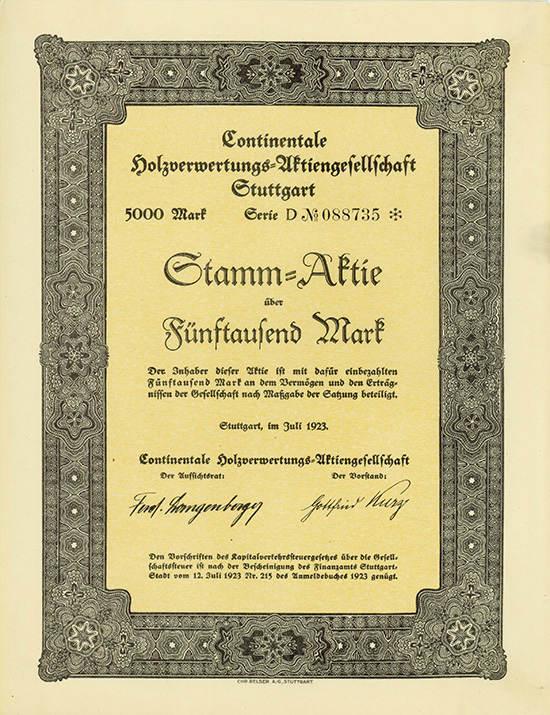 Continentale
Holzverwertungs=Aktiengesellschaft
Stuttgart
5000 Mark Serie D № 088735 ✻
Stamm=Aktie
über
Fünftausend Mark
Der Inhaber dieser Aktie ist mit dafür einbezahlten
Fünftausend Mark an dem Vermögen und den Erträg-
nissen der Gesellschaft nach Maßgabe der Satzung beteiligt.
Stuttgart, im Juli 1923.
Continentale Holzverwertungs=Aktiengesellschaft
Der Aufsichtsrat: Der Vorstand:
Gottfried Kurz
Den Vorschriften des Kapitalverkehrsteuergesetzes über die Gesell-
schaftssteuer ist nach der Bescheinigung des Finanzamts Stuttgart-
Stadt vom 12. Juli 1923 Nr. 215 des Anmeldebuches 1923 genügt.
CHR. BELSER A.G., STUTTGART